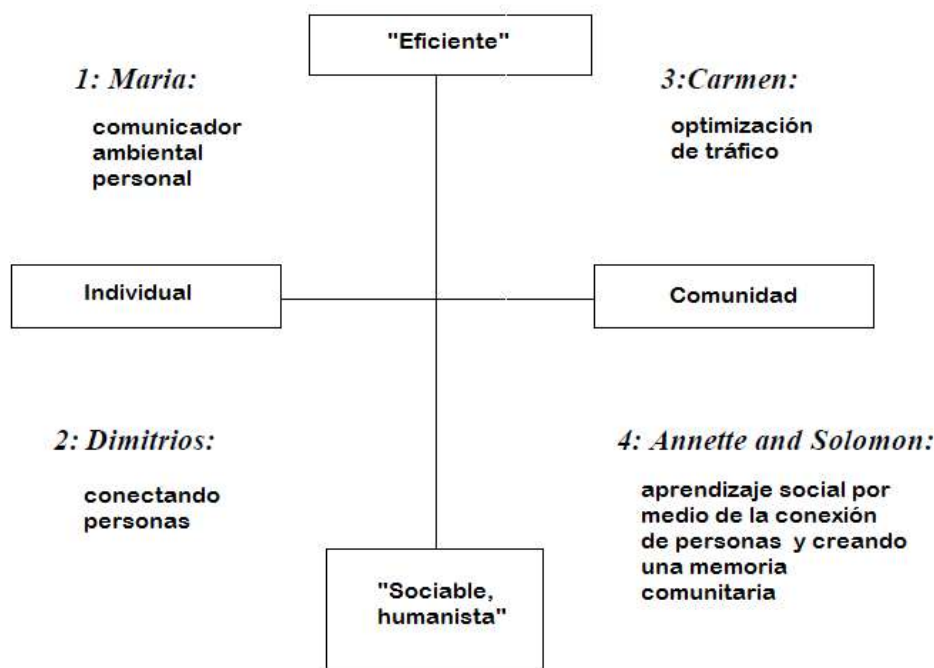 "Eficiente"
1: Maria:
comunicador
ambiental
personal
3:Carmen:
optimización
de tráfico
Individual
Comunidad
2: Dimitrios:
conectando
personas
4: Annette and Solomon:
aprendizaje social por
medio de la conexión
de personas y creando
una memoria
comunitaria
"Sociable,
humanista"